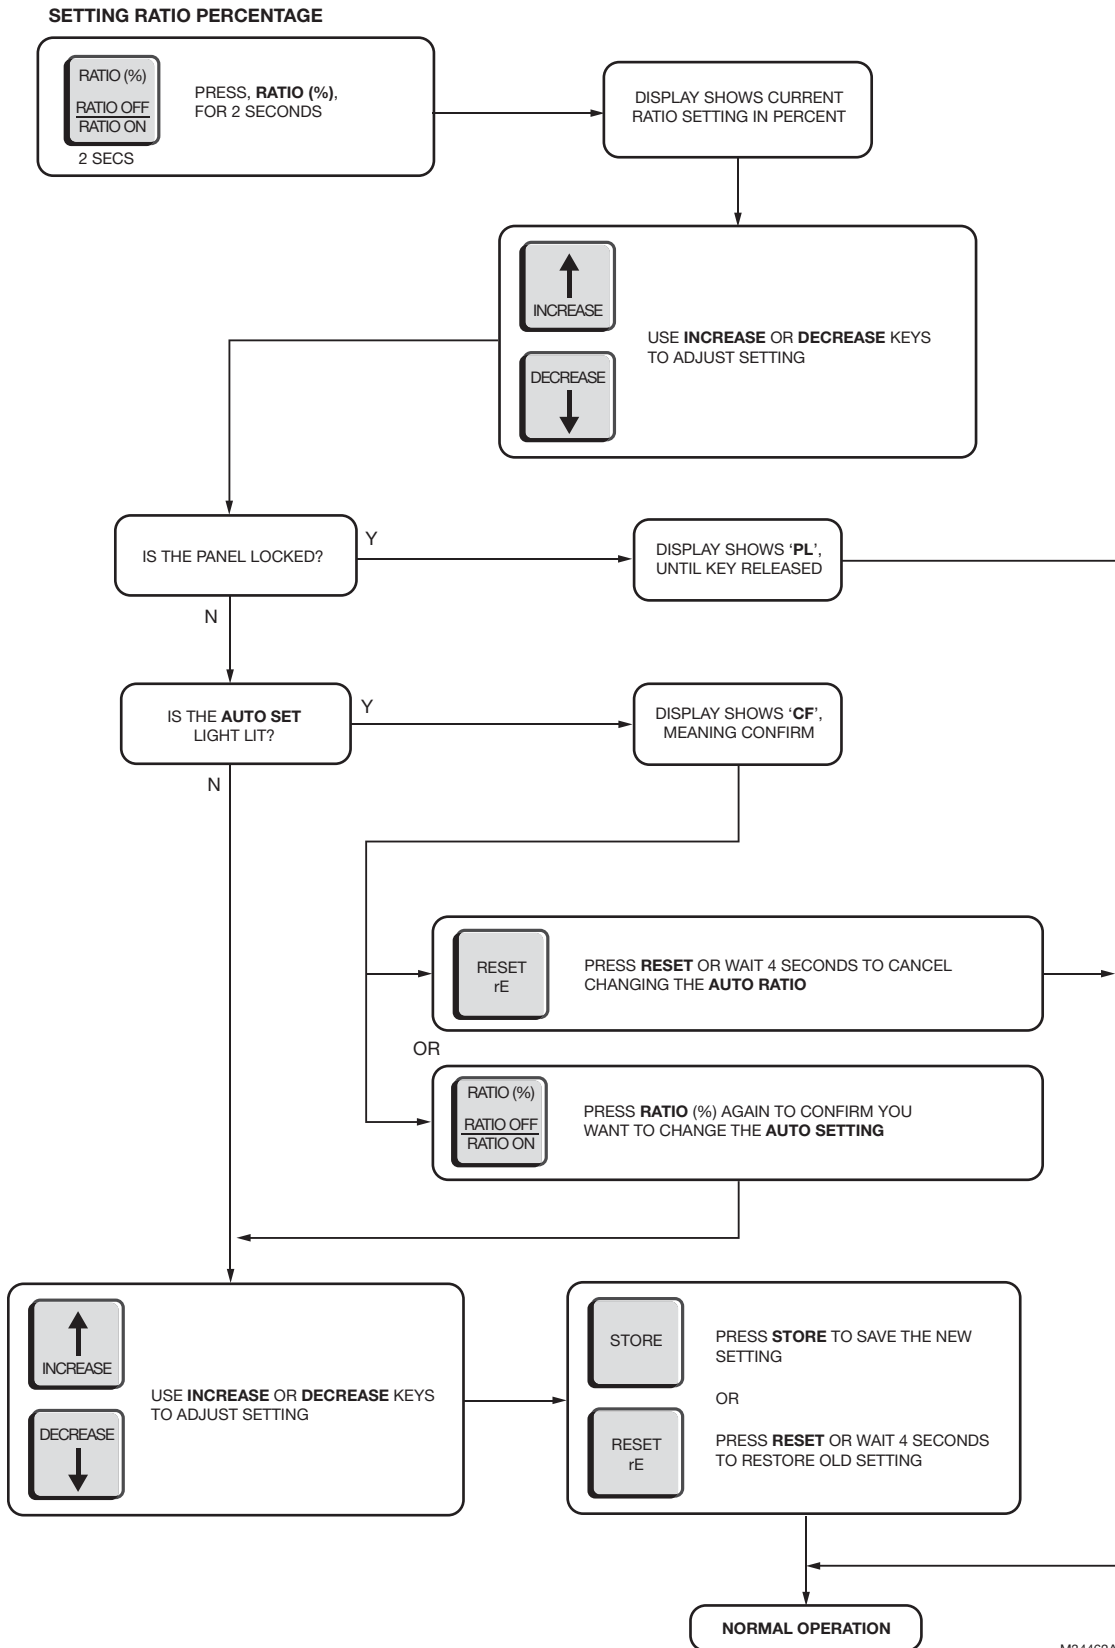 SETTING RATIO PERCENTAGE
RATIO (%)
RATIO OFF
RATIO ON
2 SECS
PRESS, RATIO (%),
FOR 2 SECONDS
DISPLAY SHOWS CURRENT
RATIO SETTING IN PERCENT
INCREASE
DECREASE
USE INCREASE OR DECREASE KEYS
TO ADJUST SETTING
IS THE PANEL LOCKED?
Y
DISPLAY SHOWS ‘PL’,
UNTIL KEY RELEASED
N
IS THE AUTO SET
LIGHT LIT?
Y
DISPLAY SHOWS ‘CF’,
MEANING CONFIRM
N
RESET
rE
PRESS RESET OR WAIT 4 SECONDS TO CANCEL
CHANGING THE AUTO RATIO
OR
RATIO (%)
RATIO OFF
RATIO ON
PRESS RATIO (%) AGAIN TO CONFIRM YOU
WANT TO CHANGE THE AUTO SETTING
INCREASE
DECREASE
USE INCREASE OR DECREASE KEYS
TO ADJUST SETTING
STORE
PRESS STORE TO SAVE THE NEW
SETTING
OR
RESET
rE
PRESS RESET OR WAIT 4 SECONDS
TO RESTORE OLD SETTING
NORMAL OPERATION